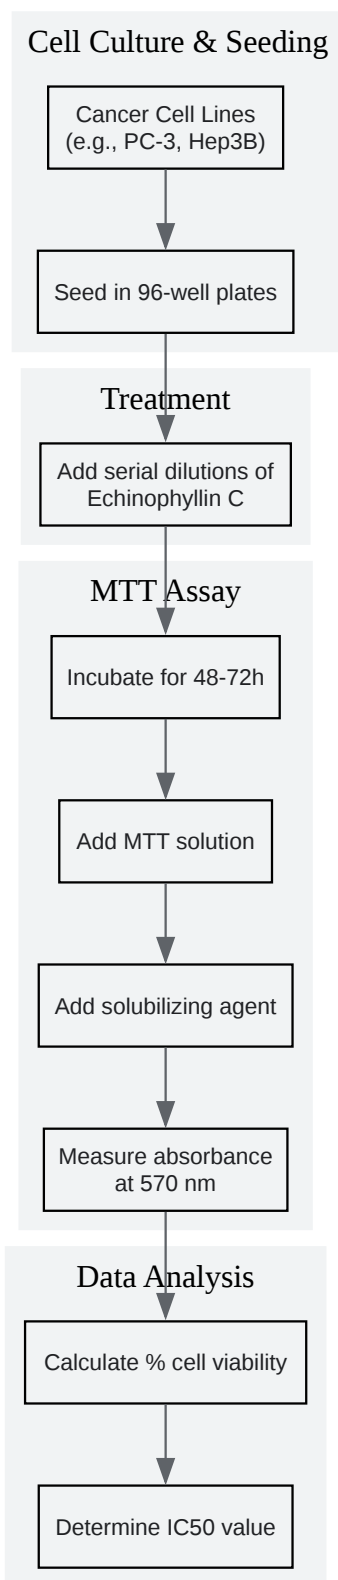 Cell Culture & Seeding
Cancer Cell Lines
(e.g., PC-3, Hep3B)
Seed in 96-well plates
Treatment
Add serial dilutions of
Echinophyllin C
MTT Assay
Incubate for 48-72h
Add MTT solution
Add solubilizing agent
Measure absorbance
at 570 nm
Data Analysis
Calculate % cell viability
Determine IC50 value